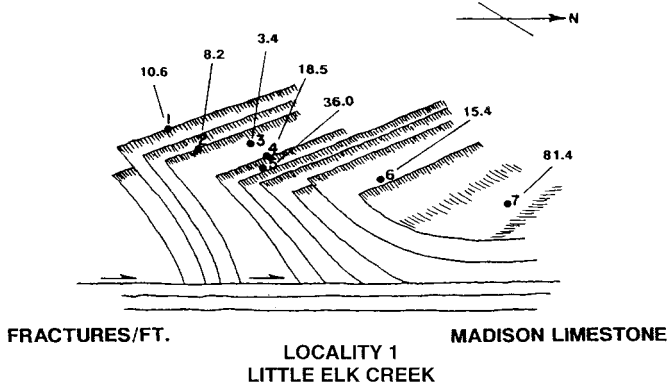 N
3.4
8.2
18.5
10.6
36.0
15.4
81.4
1
2
3
4
5
6
7
FRACTURES/FT.
MADISON LIMESTONE
LOCALITY 1
LITTLE ELK CREEK